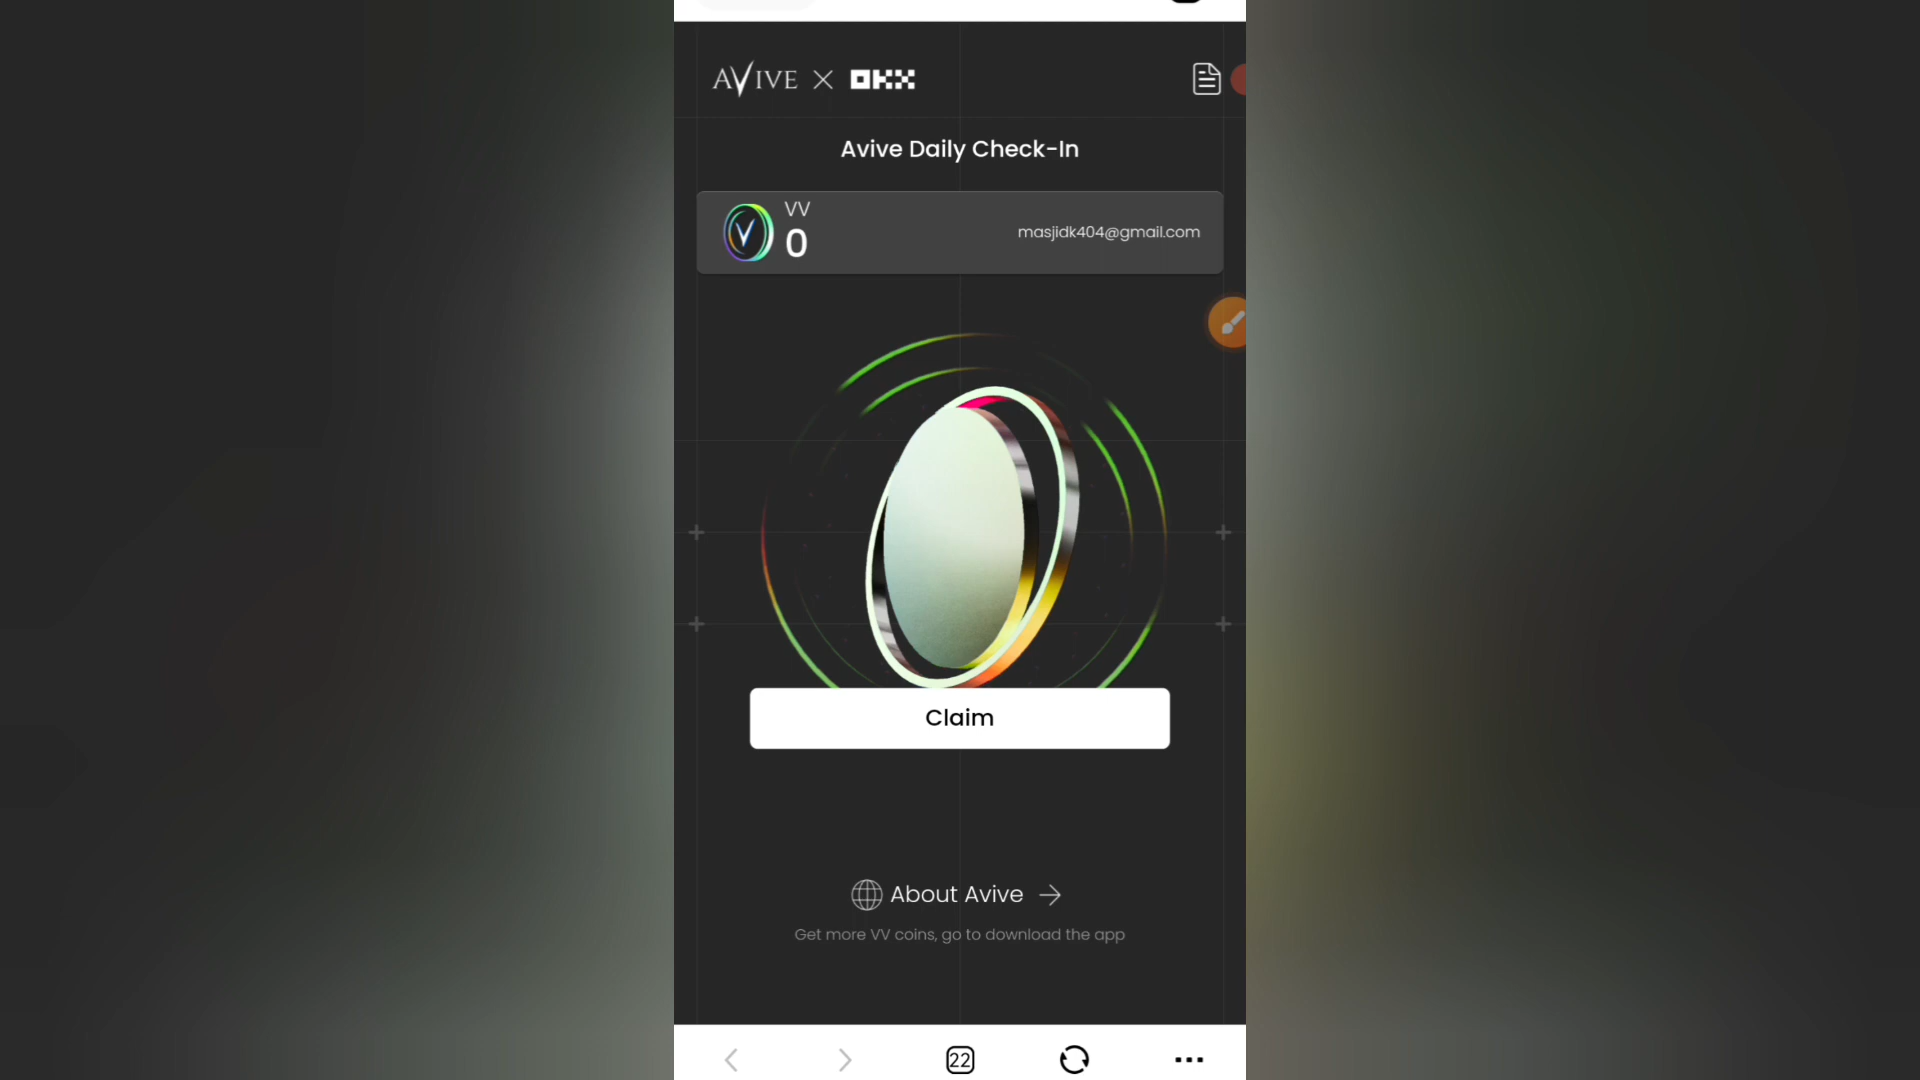 AVIVE X OKX
Avive Daily Check-In
VV
0
masjidk404@gmail.com
Claim
About Avive
Get more VV coins, go to download the app
22